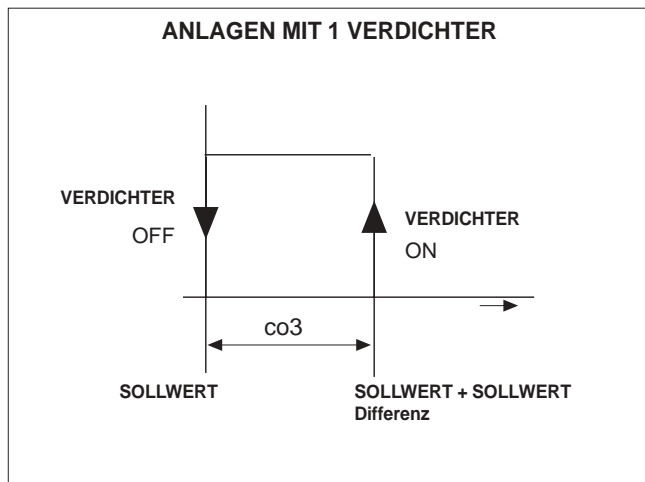 ANLAGEN MIT 1 VERDICHTER
VERDICHTER
OFF
VERDICHTER
ON
co3
SOLLWERT
SOLLWERT + SOLLWERT
Differenz